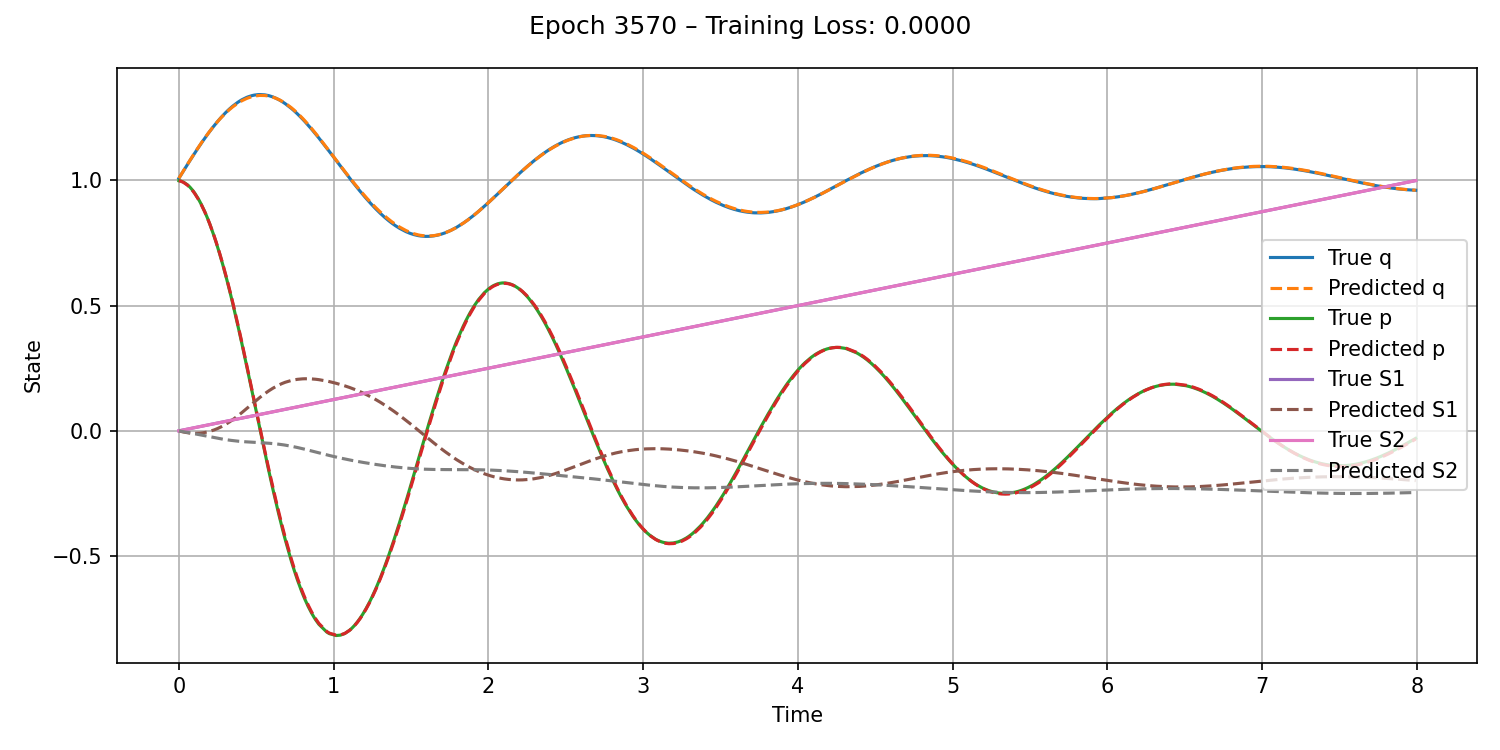 Epoch 3570 – Training Loss: 0.0000
State
1.0
0.5
0.0
−0.5
True q
Predicted q
True p
Predicted p
True S1
Predicted S1
True S2
Predicted S2
0 1 2 3 4 5 6 7 8
Time